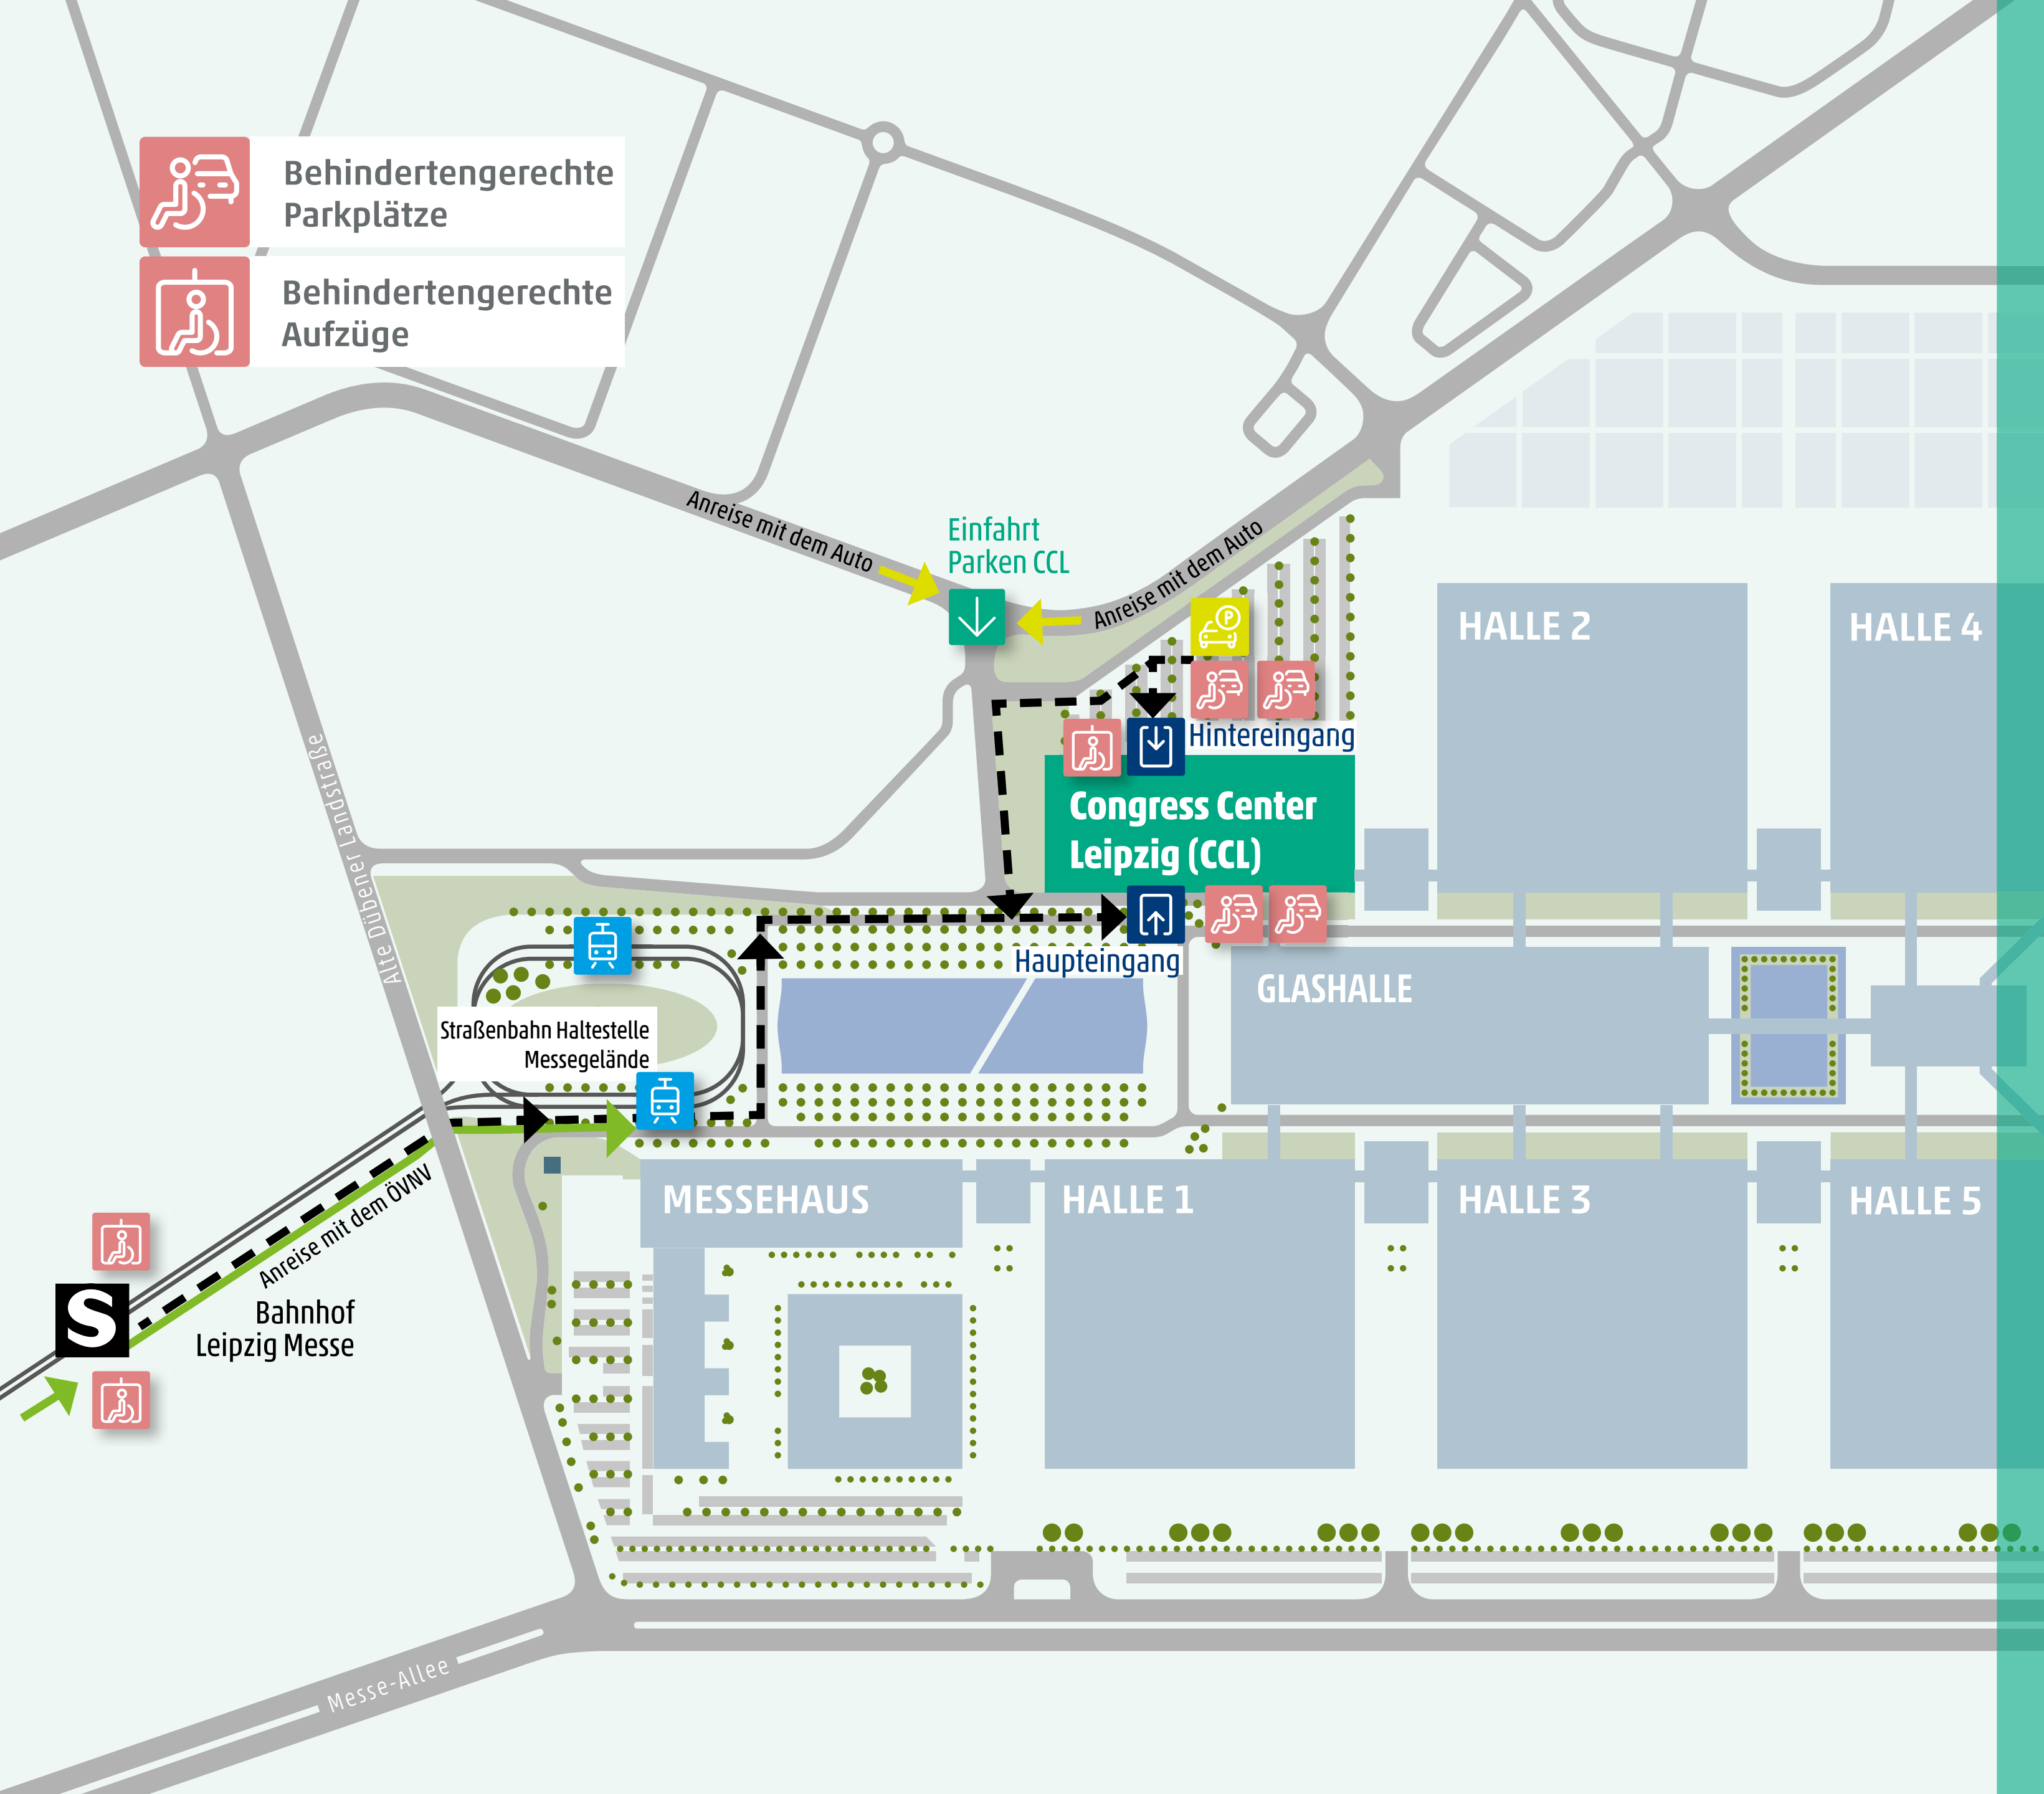 Behindertengerechte
Parkplätze
Behindertengerechte
Aufzüge
Anreise mit dem Auto
Einfahrt
Parken CCL
Anreise mit dem Auto
P
HALLE 2
HALLE 4
Hintereingang
Congress Center
Leipzig (CCL)
Alte Dübener Landstraße
Haupteingang
GLASHALLE
Straßenbahn Haltestelle
Messegelände
Anreise mit dem ÖVNV
MESSEHAUS
HALLE 1
HALLE 3
HALLE 5
S
Bahnhof
Leipzig Messe
Messe-Allee